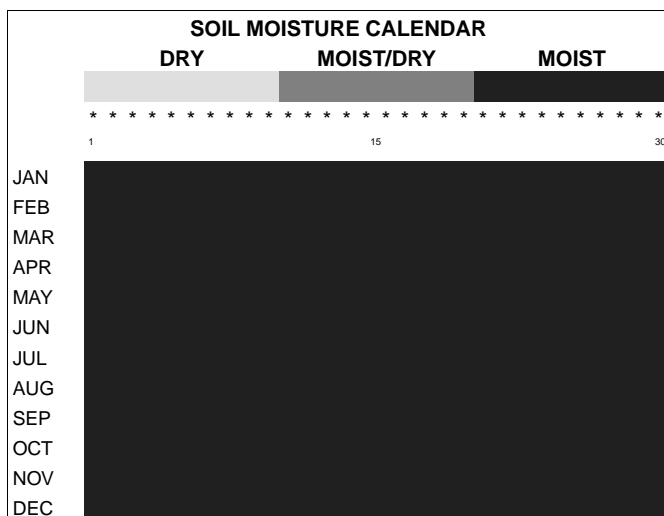 SOIL MOISTURE CALENDAR
DRY MOIST/DRY MOIST
* * * * * * * * * * * * * * * * * * * * * * * * * * * * * *
1 15 30
JAN
FEB
MAR
APR
MAY
JUN
JUL
AUG
SEP
OCT
NOV
DEC